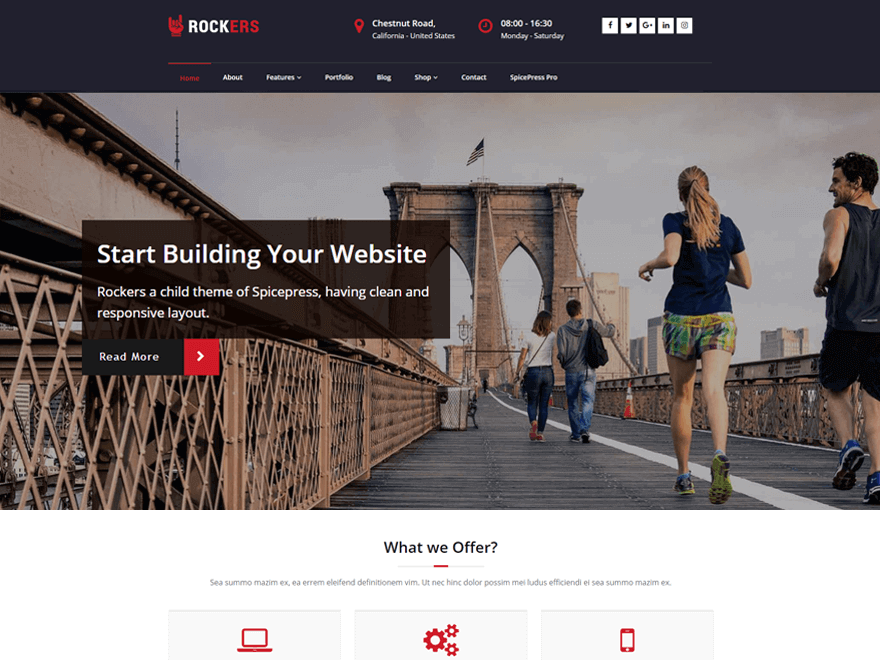 ROCKERS
Chestnut Road,
California - United States
08:00 - 16:30
Monday - Saturday
Home About Features Portfolio Blog Shop Contact SpicePress Pro
Start Building Your Website
Rockers a child theme of Spicepress, having clean and
responsive layout.
Read More
What we Offer?
Sea summo mazim ex, ea errem eleifend definitionem vim. Ut nec hinc dolor possim mei ludus efficiendi ei sea summo mazim ex.